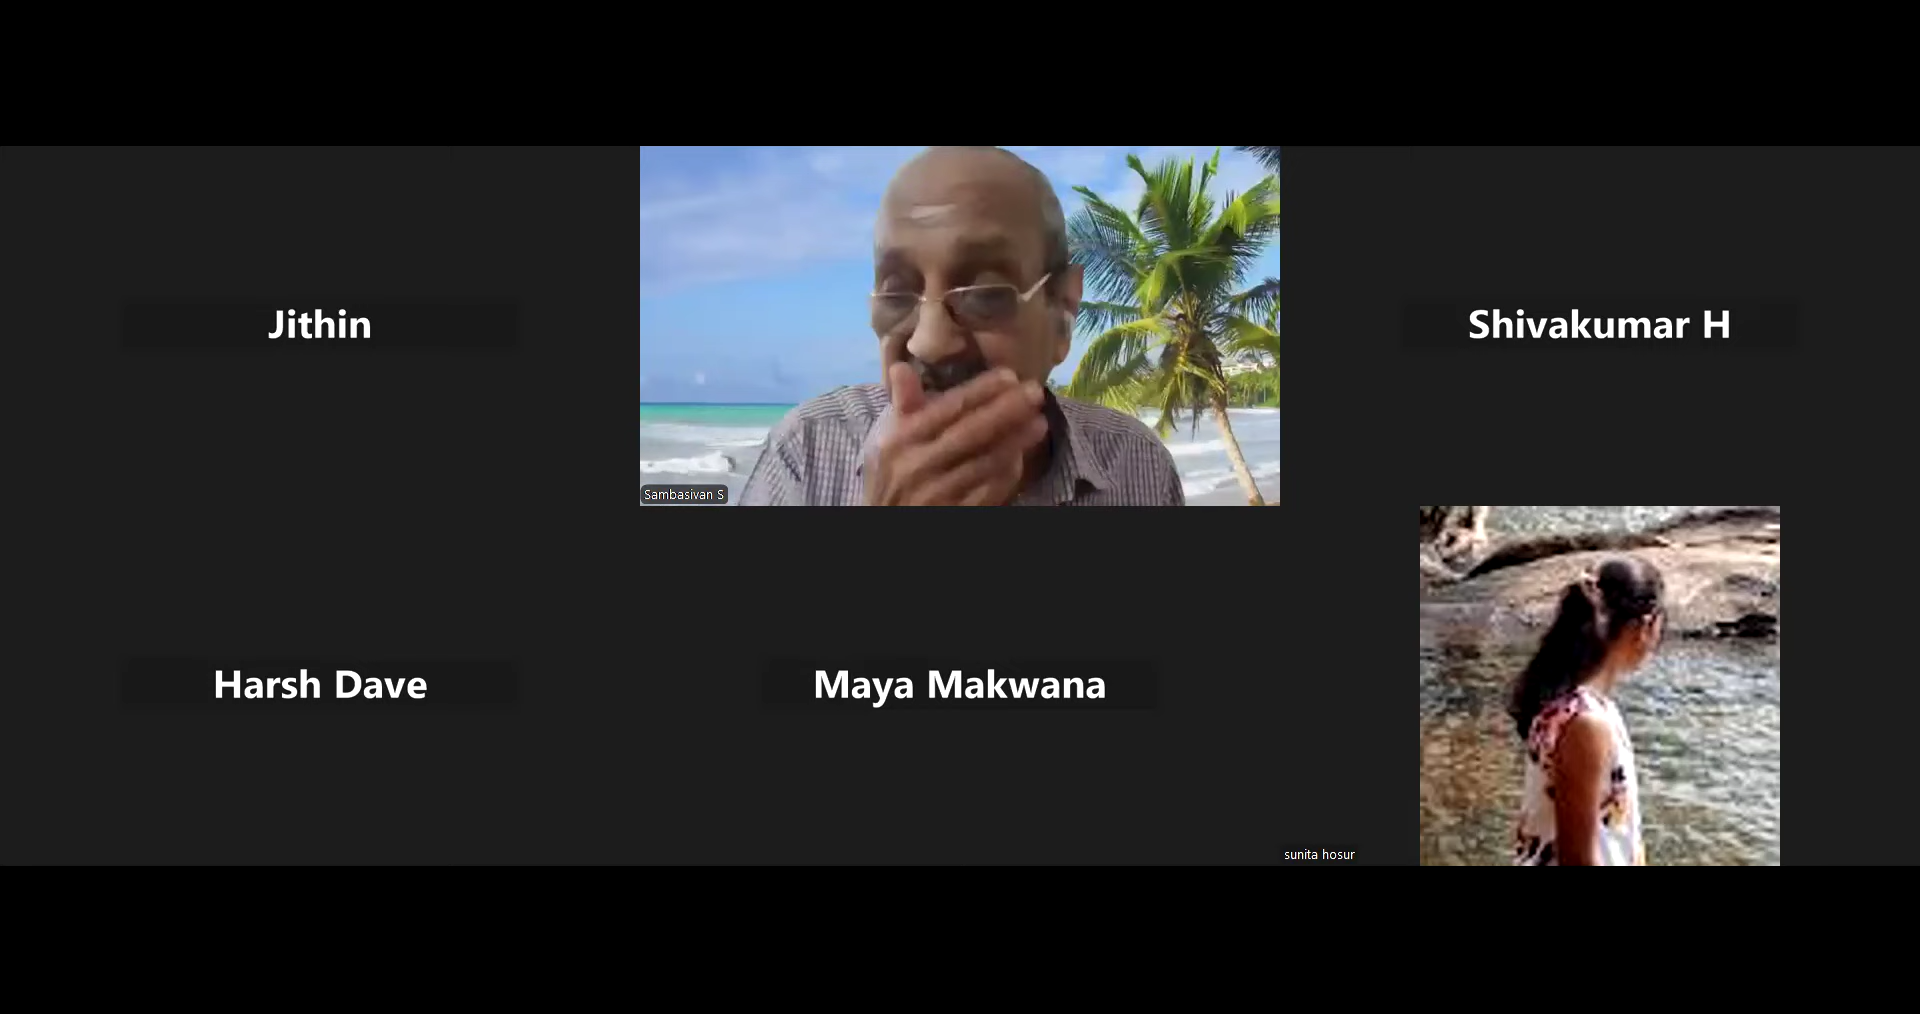 Jithin
Sambasivan S
Shivakumar H
Harsh Dave
Maya Makwana
sunita hosur